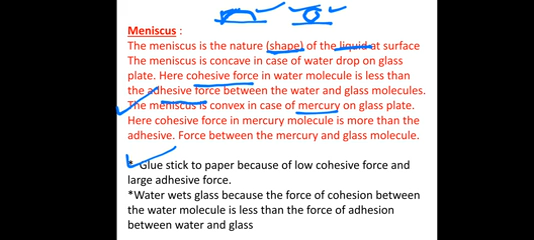 Meniscus :
The meniscus is the nature (shape) of the liquid at surface
The meniscus is concave in case of water drop on glass
plate. Here cohesive force in water molecule is less than
the adhesive force between the water and glass molecules.
The meniscus is convex in case of mercury on glass plate.
Here cohesive force in mercury molecule is more than the
adhesive. Force between the mercury and glass molecule.
* Glue stick to paper because of low cohesive force and
large adhesive force.
*Water wets glass because the force of cohesion between
the water molecule is less than the force of adhesion
between water and glass